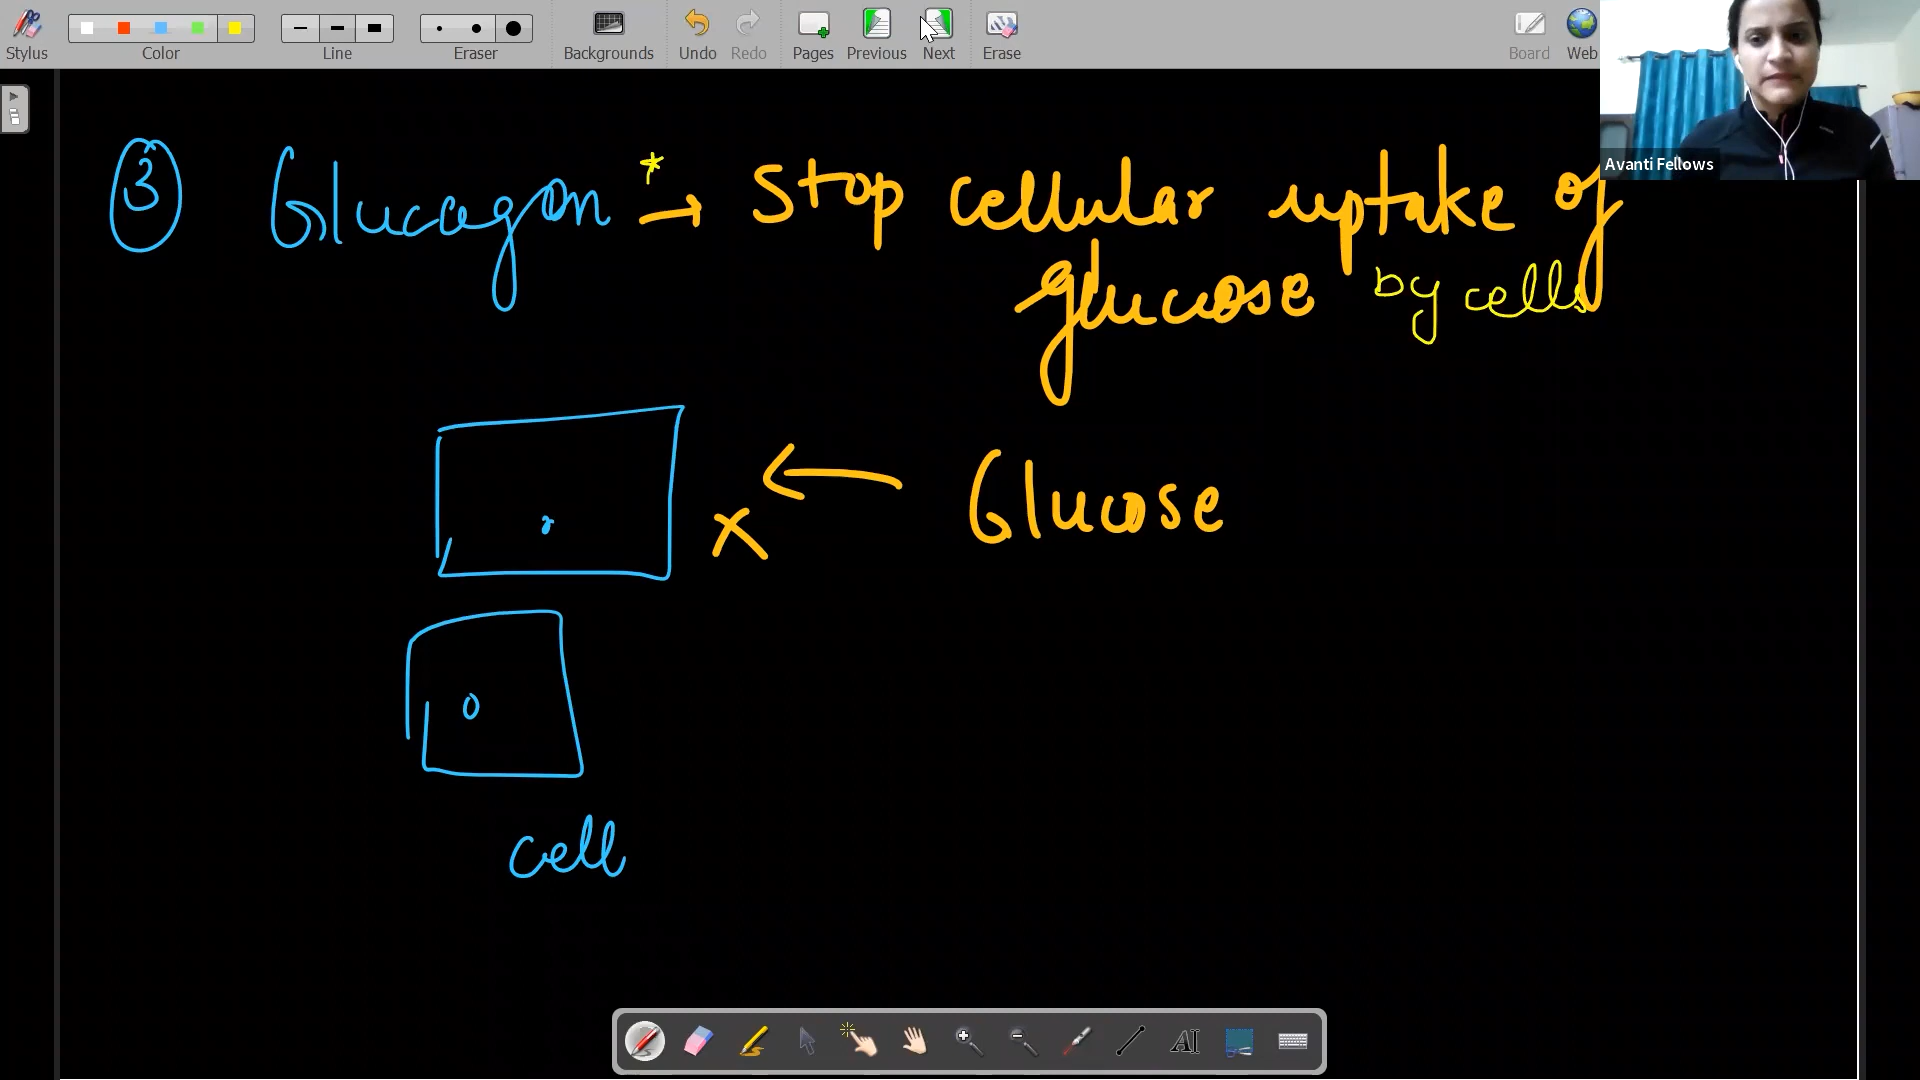 Stylus
Color
Line
Eraser
Backgrounds
Undo
Redo
Pages
Previous
Next
Erase
Board
Web
Avanti Fellows
3 Glucagon * → Stop cellular uptake of
glucose by cells
x ← Glucose
cell
AI